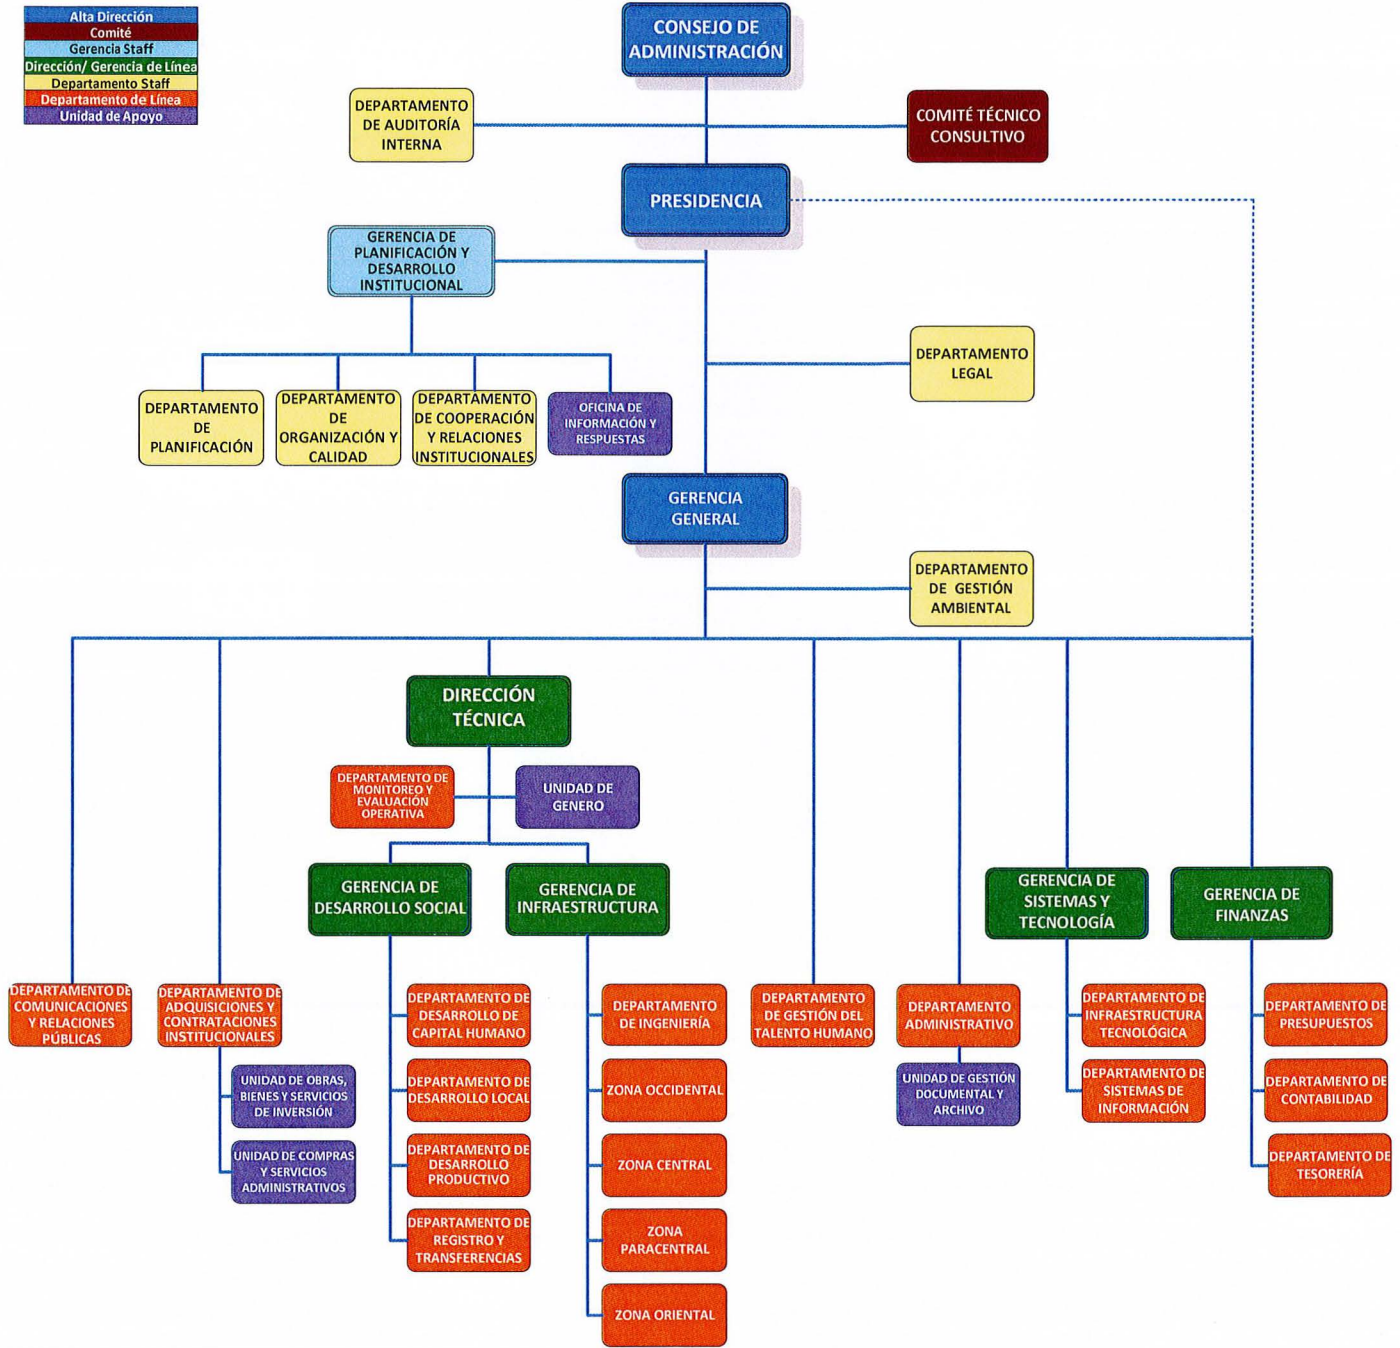 Alta Dirección
Comité
Gerencia Staff
Dirección/ Gerencia de Línea
Departamento Staff
Departamento de Línea
Unidad de Apoyo
CONSEJO DE
ADMINISTRACIÓN
DEPARTAMENTO
DE AUDITORÍA
INTERNA
COMITÉ TÉCNICO
CONSULTIVO
PRESIDENCIA
GERENCIA DE
PLANIFICACIÓN Y
DESARROLLO
INSTITUCIONAL
DEPARTAMENTO
LEGAL
DEPARTAMENTO
DE
PLANIFICACIÓN
DEPARTAMENTO
DE
ORGANIZACIÓN Y
CALIDAD
DEPARTAMENTO
DE COOPERACIÓN
Y RELACIONES
INSTITUCIONALES
OFICINA DE
INFORMACIÓN Y
RESPUESTAS
GERENCIA
GENERAL
DEPARTAMENTO
DE GESTIÓN
AMBIENTAL
DIRECCIÓN
TÉCNICA
DEPARTAMENTO DE
MONITOREO Y
EVALUACIÓN
OPERATIVA
UNIDAD DE
GENERO
GERENCIA DE
DESARROLLO SOCIAL
GERENCIA DE
INFRAESTRUCTURA
GERENCIA DE
SISTEMAS Y
TECNOLOGÍA
GERENCIA DE
FINANZAS
DEPARTAMENTO DE
COMUNICACIONES
Y RELACIONES
PÚBLICAS
DEPARTAMENTO DE
ADQUISICIONES Y
CONTRATACIONES
INSTITUCIONALES
UNIDAD DE OBRAS,
BIENES Y SERVICIOS
DE INVERSIÓN
UNIDAD DE COMPRAS
Y SERVICIOS
ADMINISTRATIVOS
DEPARTAMENTO DE
DESARROLLO DE
CAPITAL HUMANO
DEPARTAMENTO DE
DESARROLLO LOCAL
DEPARTAMENTO DE
DESARROLLO
PRODUCTIVO
DEPARTAMENTO DE
REGISTRO Y
TRANSFERENCIAS
DEPARTAMENTO
DE INGENIERÍA
ZONA OCCIDENTAL
ZONA CENTRAL
ZONA
PARACENTRAL
ZONA ORIENTAL
DEPARTAMENTO
DE GESTIÓN DEL
TALENTO HUMANO
DEPARTAMENTO
ADMINISTRATIVO
UNIDAD DE GESTIÓN
DOCUMENTAL Y
ARCHIVO
DEPARTAMENTO DE
INFRAESTRUCTURA
TECNOLÓGICA
DEPARTAMENTO DE
SISTEMAS DE
INFORMACIÓN
DEPARTAMENTO DE
PRESUPUESTOS
DEPARTAMENTO DE
CONTABILIDAD
DEPARTAMENTO DE
TESORERÍA